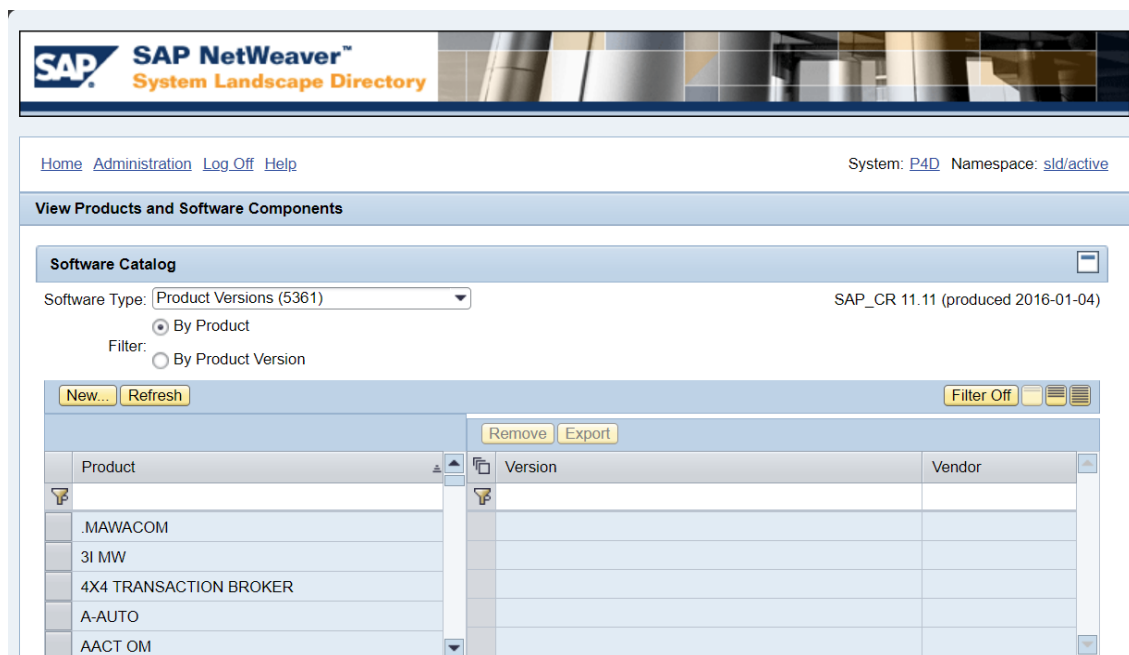 SAP
SAP NetWeaver™
System Landscape Directory
Home Administration Log Off Help
System: P4D Namespace: sld/active
View Products and Software Components
Software Catalog
Software Type: Product Versions (5361)
SAP_CR 11.11 (produced 2016-01-04)
Filter:
By Product
By Product Version
New... Refresh
Filter Off
Remove Export
Product
Version
Vendor
.MAWACOM
3I MW
4X4 TRANSACTION BROKER
A-AUTO
AACT OM